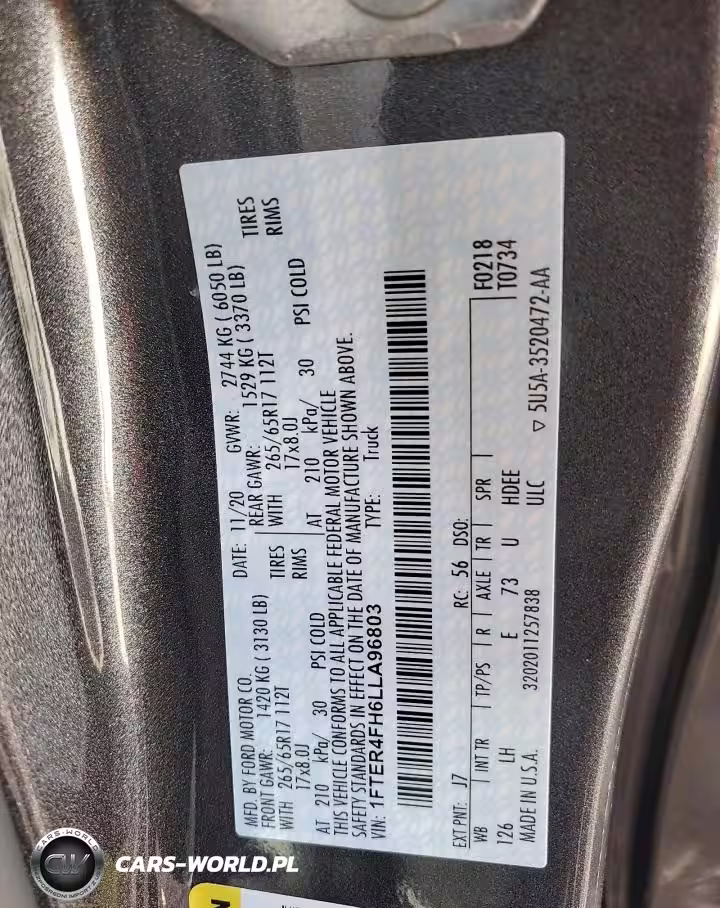 MFD. BY FORD MOTOR CO.
DATE: 11/20
GVWR: 2744 KG ( 6050 LB)
FRONT GAWR: 1420 KG ( 3130 LB)
REAR GAWR: 1529 KG ( 3370 LB)
WITH 265/65R17 112T TIRES
WITH 265/65R17 112T TIRES
17x8.0J RIMS
17x8.0J RIMS
AT 210 kPa/ 30 PSI COLD
AT 210 kPa/ 30 PSI COLD
THIS VEHICLE CONFORMS TO ALL APPLICABLE FEDERAL MOTOR VEHICLE
SAFETY STANDARDS IN EFFECT ON THE DATE OF MANUFACTURE SHOWN ABOVE.
VIN: 1FTER4FH6LLA96803
TYPE: Truck
EXT PNT: J7 RC: 56 DSO: F0218
WB INT TR TP/PS R AXLE TR SPR T0734
126 LH E 73 U HDEE
MADE IN U.S.A. 3202011257838 ULC ▽ 5U5A-3520472-AA
CARS-WORLD
CW
CARS-WORLD.PL